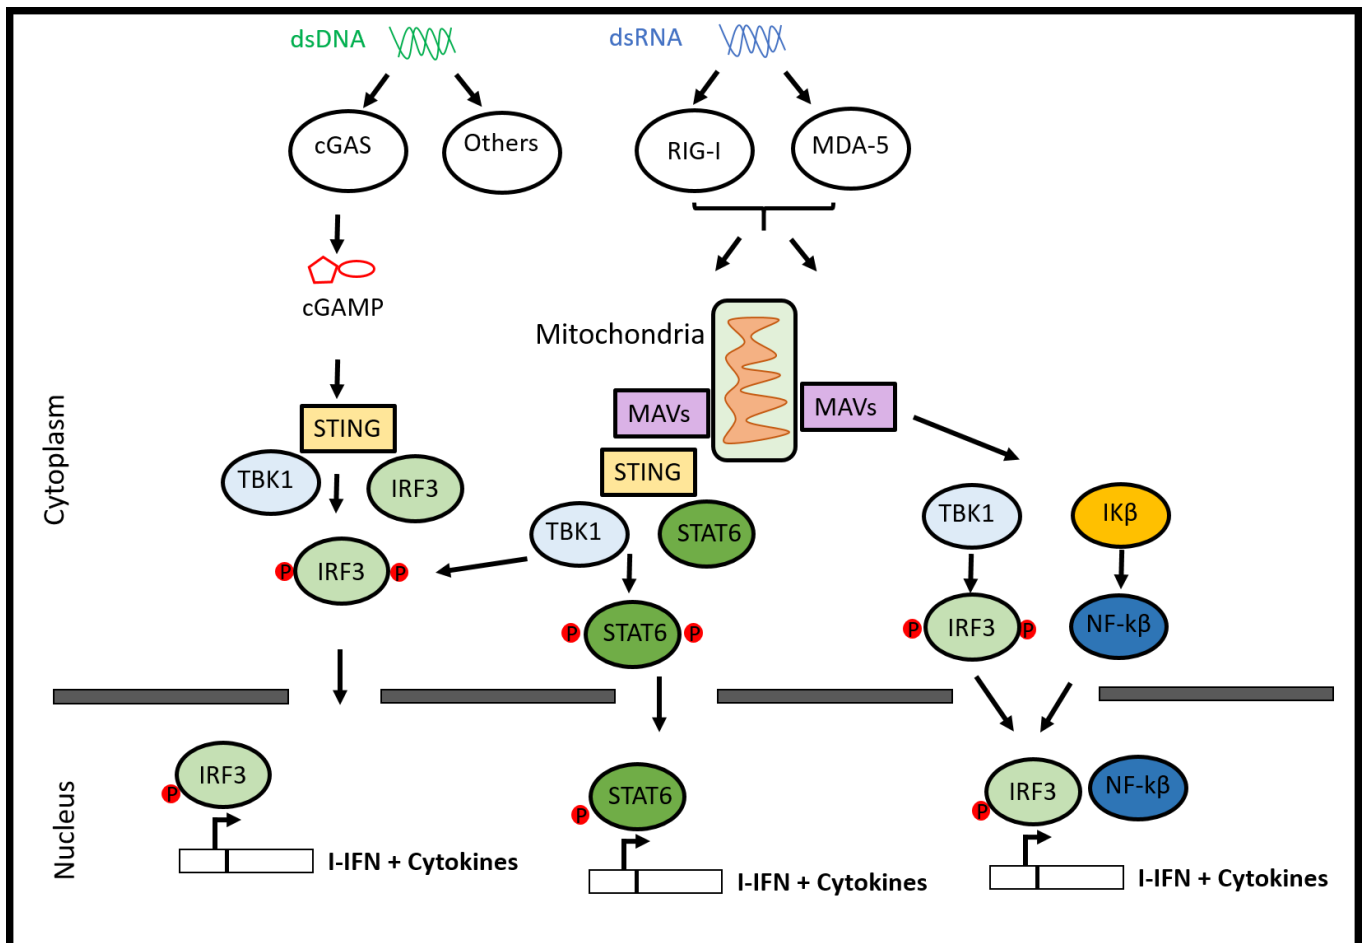 dsDNA
dsRNA
cGAS
Others
RIG-I
MDA-5
cGAMP
Mitochondria
MAVs
MAVs
STING
STING
TBK1
IRF3
TBK1
STAT6
TBK1
IKβ
P IRF3 P
P STAT6 P
P IRF3 P
NF-kβ
Cytoplasm
Nucleus
IRF3
P
STAT6
P
IRF3
P
NF-kβ
I-IFN + Cytokines
I-IFN + Cytokines
I-IFN + Cytokines